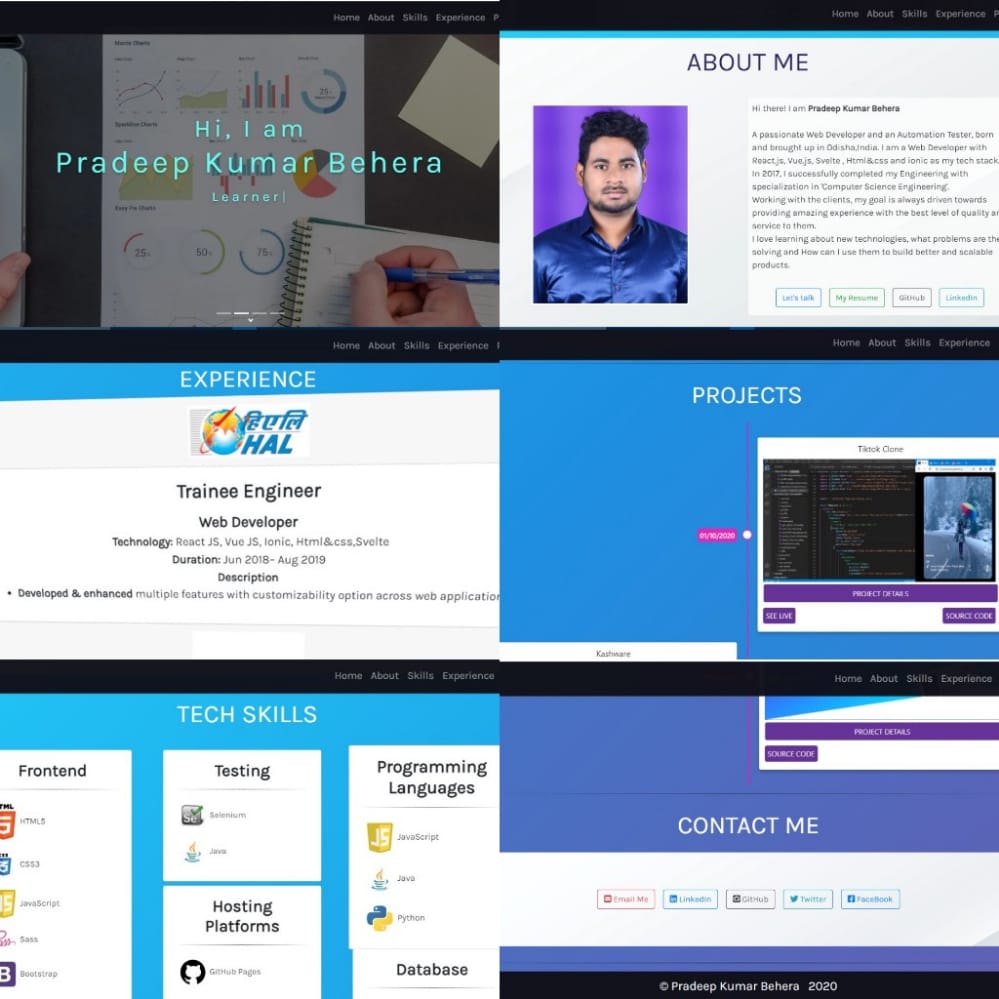 Home About Skills Experience P
Hi, I am
Pradeep Kumar Behera
Learner|
25%
50%
75%
Home About Skills Experience P
ABOUT ME
Hi there! I am Pradeep Kumar Behera
A passionate Web Developer and an Automation Tester, born
and brought up in Odisha,India. I am a Web Developer with
React.js, Vue.js, Svelte , Html&css and ionic as my tech stack.
In 2017, I successfully completed my Engineering with
specialization in 'Computer Science Engineering'.
Working with the clients, my goal is always driven towards
providing amazing experience with the best level of quality an
service to them.
I love learning about new technologies, what problems are the
solving and How can I use them to build better and scalable
products.
Let's talk My Resume GitHub LinkedIn
Home About Skills Experience
EXPERIENCE
हिएलि
HAL
Trainee Engineer
Web Developer
Technology: React JS, Vue JS, Ionic, Html&css,Svelte
Duration: Jun 2018– Aug 2019
Description
• Developed & enhanced multiple features with customizability option across web application
Home About Skills Experience
PROJECTS
Tiktok Clone
01/10/2020
PROJECT DETAILS
SEE LIVE SOURCE CODE
Kashware
Home About Skills Experience
TECH SKILLS
Frontend
HTML5
CSS3
JavaScript
Sass
Bootstrap
Testing
Selenium
Java
Hosting
Platforms
GitHub Pages
Programming
Languages
JavaScript
Java
Python
Database
Home About Skills Experience
PROJECT DETAILS
SOURCE CODE
CONTACT ME
Email Me LinkedIn GitHub Twitter FaceBook
© Pradeep Kumar Behera 2020